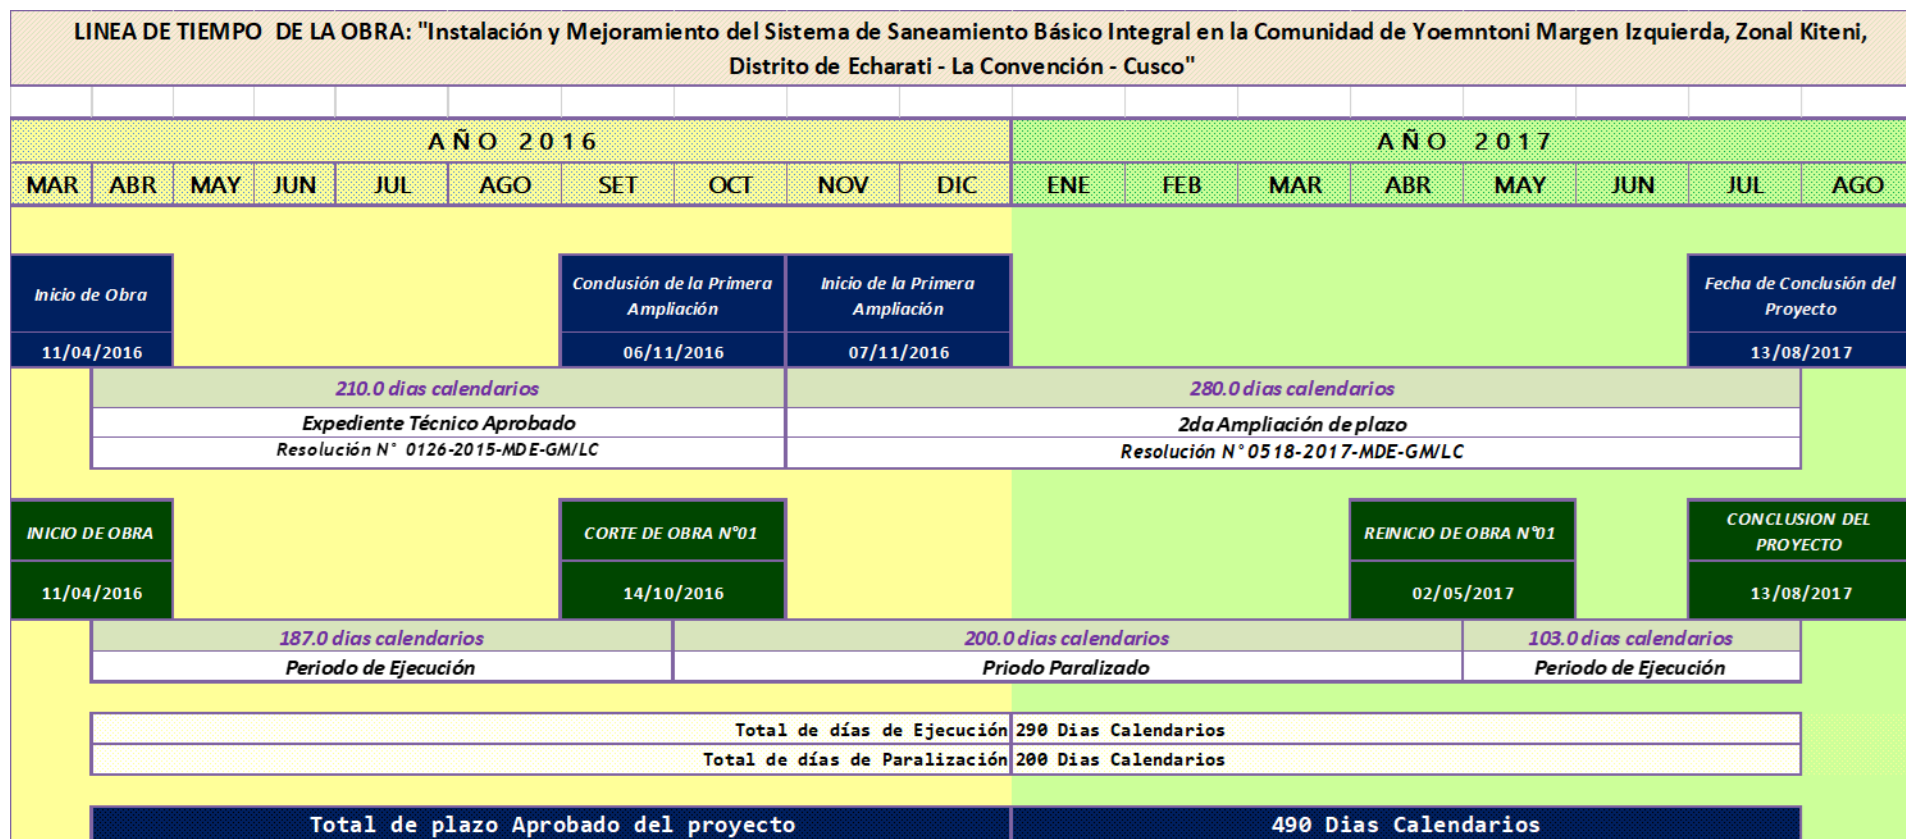 LINEA DE TIEMPO DE LA OBRA: "Instalación y Mejoramiento del Sistema de Saneamiento Básico Integral en la Comunidad de Yoemntoni Margen Izquierda, Zonal Kiteni,
Distrito de Echarati - La Convención - Cusco"
AÑO 2016 AÑO 2017
MAR ABR MAY JUN JUL AGO SET OCT NOV DIC ENE FEB MAR ABR MAY JUN JUL AGO
Inicio de Obra
11/04/2016
Conclusión de la Primera
Ampliación
06/11/2016
Inicio de la Primera
Ampliación
07/11/2016
Fecha de Conclusión del
Proyecto
13/08/2017
210.0 dias calendarios 280.0 dias calendarios
Expediente Técnico Aprobado 2da Ampliación de plazo
Resolución N° 0126-2015-MDE-GM/LC Resolución N°0518-2017-MDE-GM/LC
INICIO DE OBRA
11/04/2016
CORTE DE OBRA N°01
14/10/2016
REINICIO DE OBRA N°01
02/05/2017
CONCLUSION DEL
PROYECTO
13/08/2017
187.0 dias calendarios 200.0 dias calendarios 103.0 dias calendarios
Periodo de Ejecución Priodo Paralizado Periodo de Ejecución
Total de días de Ejecución 290 Dias Calendarios
Total de días de Paralización 200 Dias Calendarios
Total de plazo Aprobado del proyecto 490 Dias Calendarios